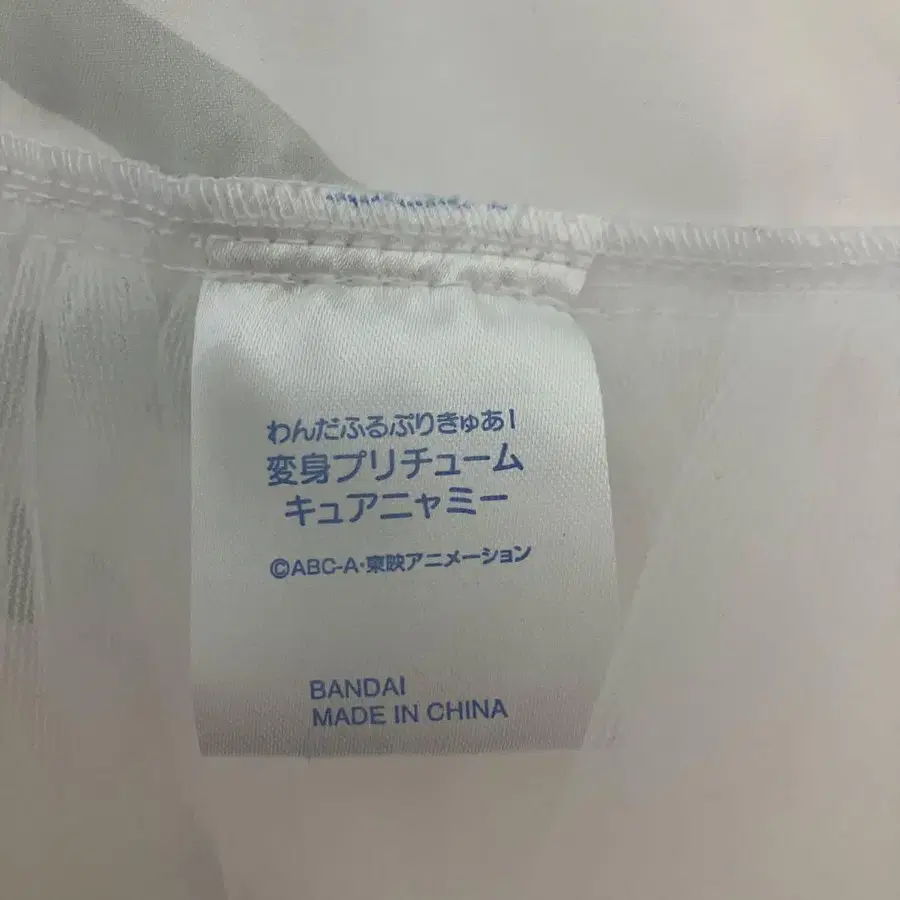 わんだふるぷりきゅあ!
変身プリチューム
キュアニャミー
©ABC-A・東映アニメーション
BANDAI
MADE IN CHINA